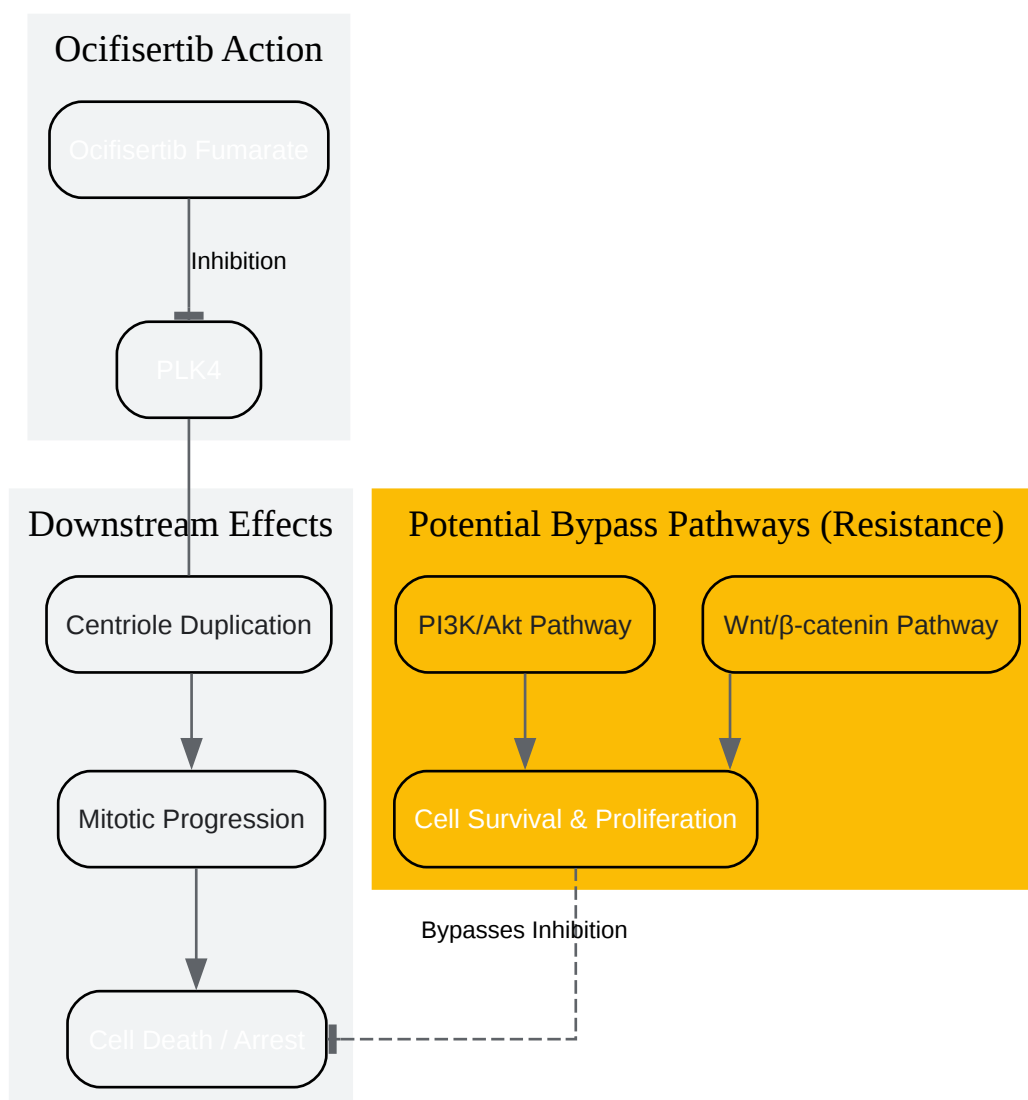 Ocifisertib Action
Ocifisertib Fumarate
Inhibition
PLK4
Downstream Effects
Centriole Duplication
Mitotic Progression
Cell Death / Arrest
Potential Bypass Pathways (Resistance)
PI3K/Akt Pathway
Wnt/β-catenin Pathway
Cell Survival & Proliferation
Bypasses Inhibition